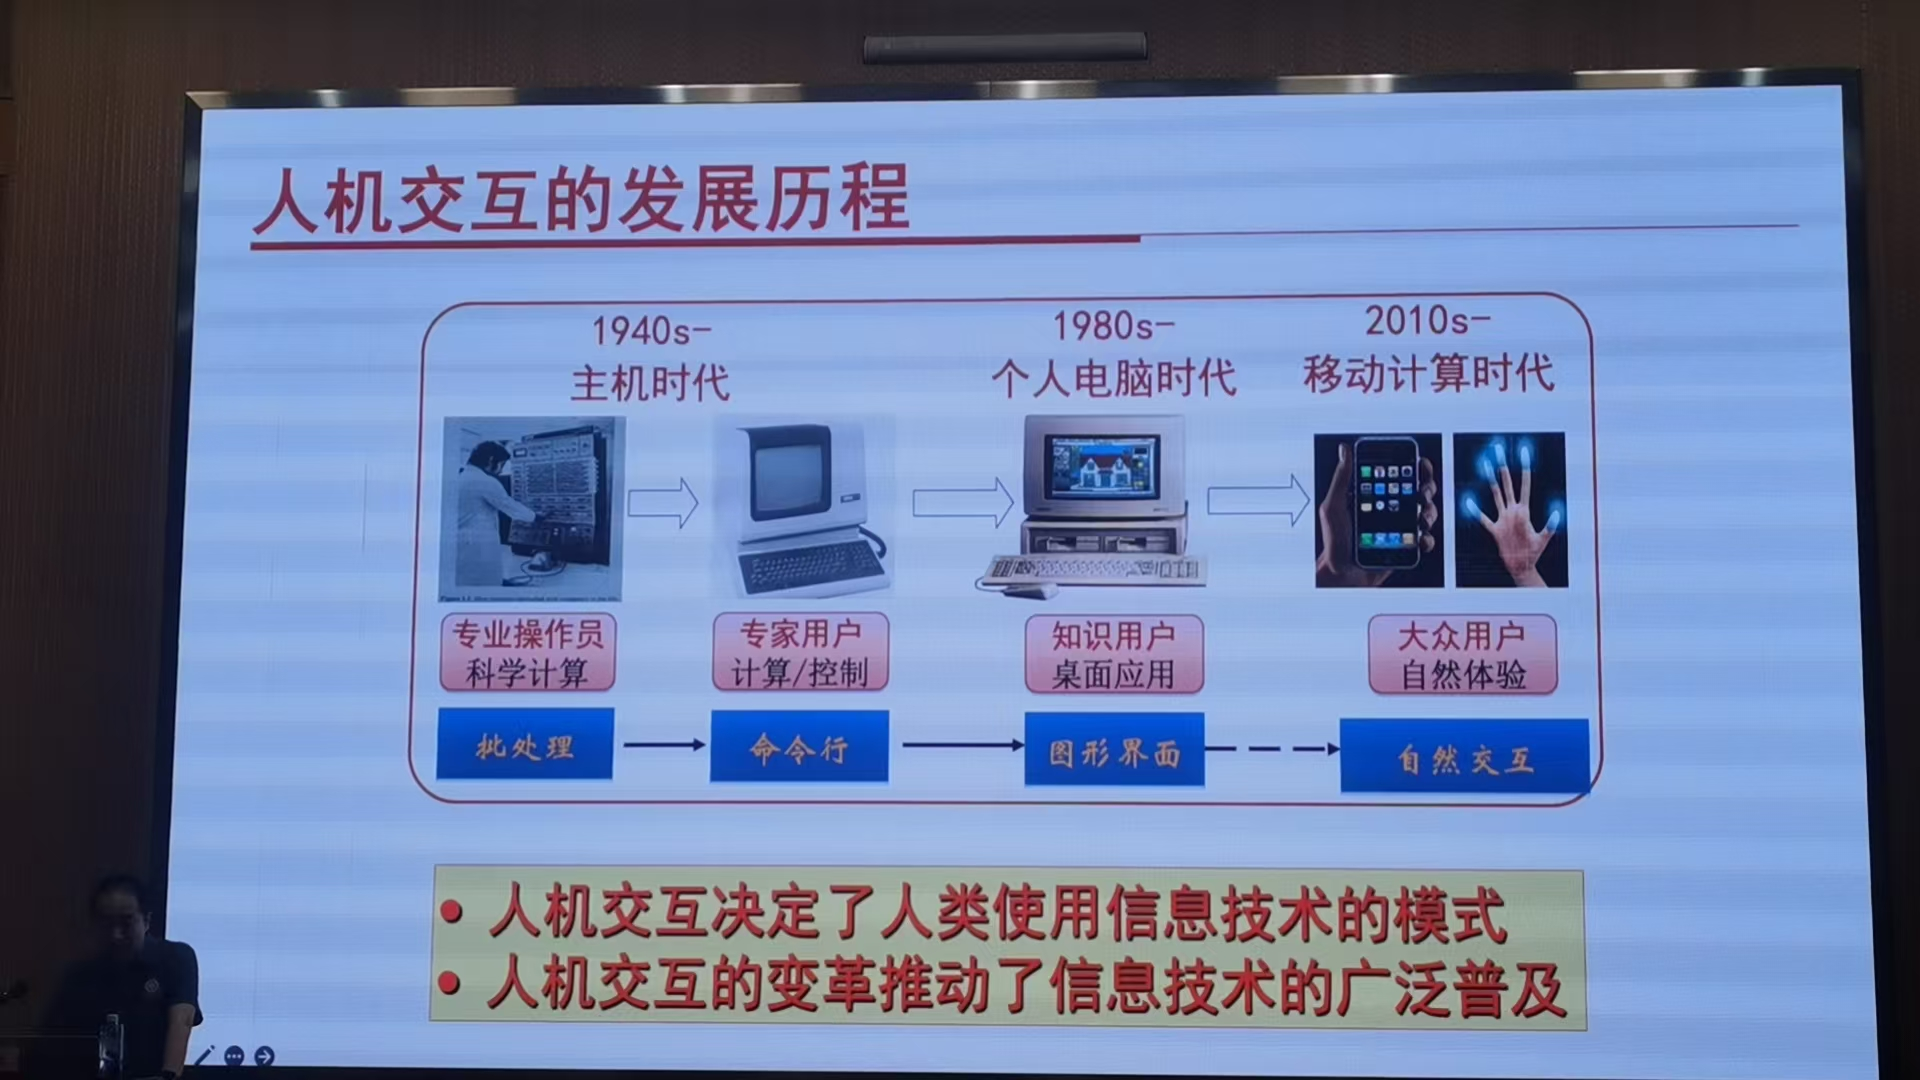 人机交互的发展历程
1940s-
主机时代
1980s-
个人电脑时代
2010s-
移动计算时代
专业操作员
科学计算
专家用户
计算/控制
知识用户
桌面应用
大众用户
自然体验
批处理
命令行
图形界面
自然交互
• 人机交互决定了人类使用信息技术的模式
• 人机交互的变革推动了信息技术的广泛普及